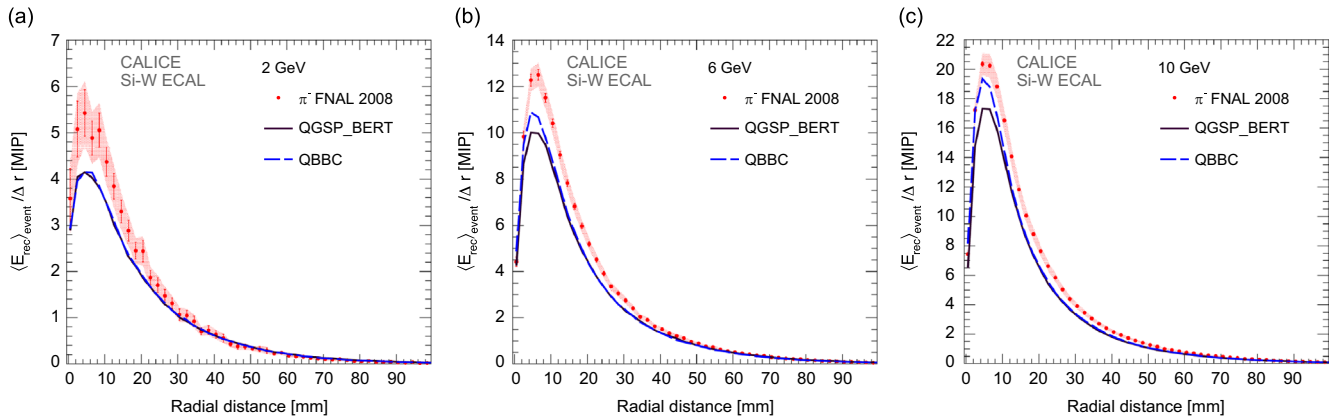 (a)
7
6
5
4
3
2
1
0
⟨E_rec⟩_event /Δ r [MIP]
CALICE
Si-W ECAL
2 GeV
π⁻ FNAL 2008
QGSP_BERT
QBBC
0 10 20 30 40 50 60 70 80 90
Radial distance [mm]
(b)
14
12
10
8
6
4
2
0
⟨E_rec⟩_event /Δ r [MIP]
CALICE
Si-W ECAL
6 GeV
π⁻ FNAL 2008
QGSP_BERT
QBBC
0 10 20 30 40 50 60 70 80 90
Radial distance [mm]
(c)
22
20
18
16
14
12
10
8
6
4
2
0
⟨E_rec⟩_event /Δ r [MIP]
CALICE
Si-W ECAL
10 GeV
π⁻ FNAL 2008
QGSP_BERT
QBBC
0 10 20 30 40 50 60 70 80 90
Radial distance [mm]